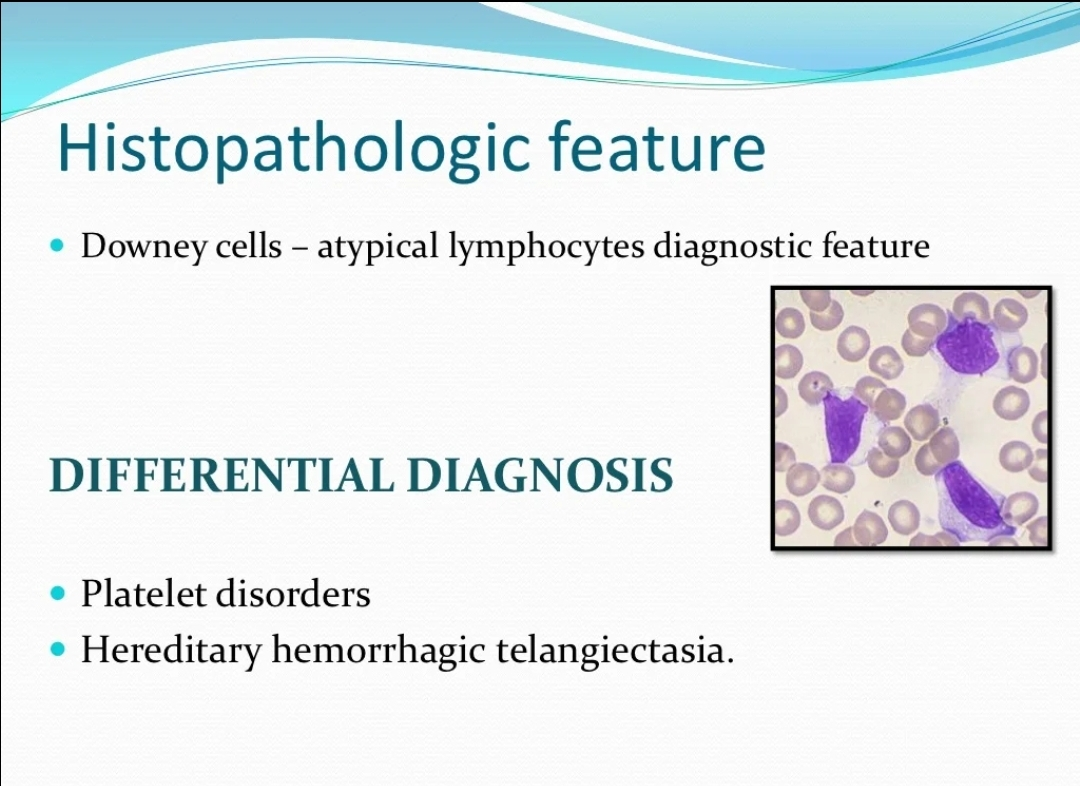 Histopathologic feature
Downey cells – atypical lymphocytes diagnostic feature
DIFFERENTIAL DIAGNOSIS
Platelet disorders
Hereditary hemorrhagic telangiectasia.